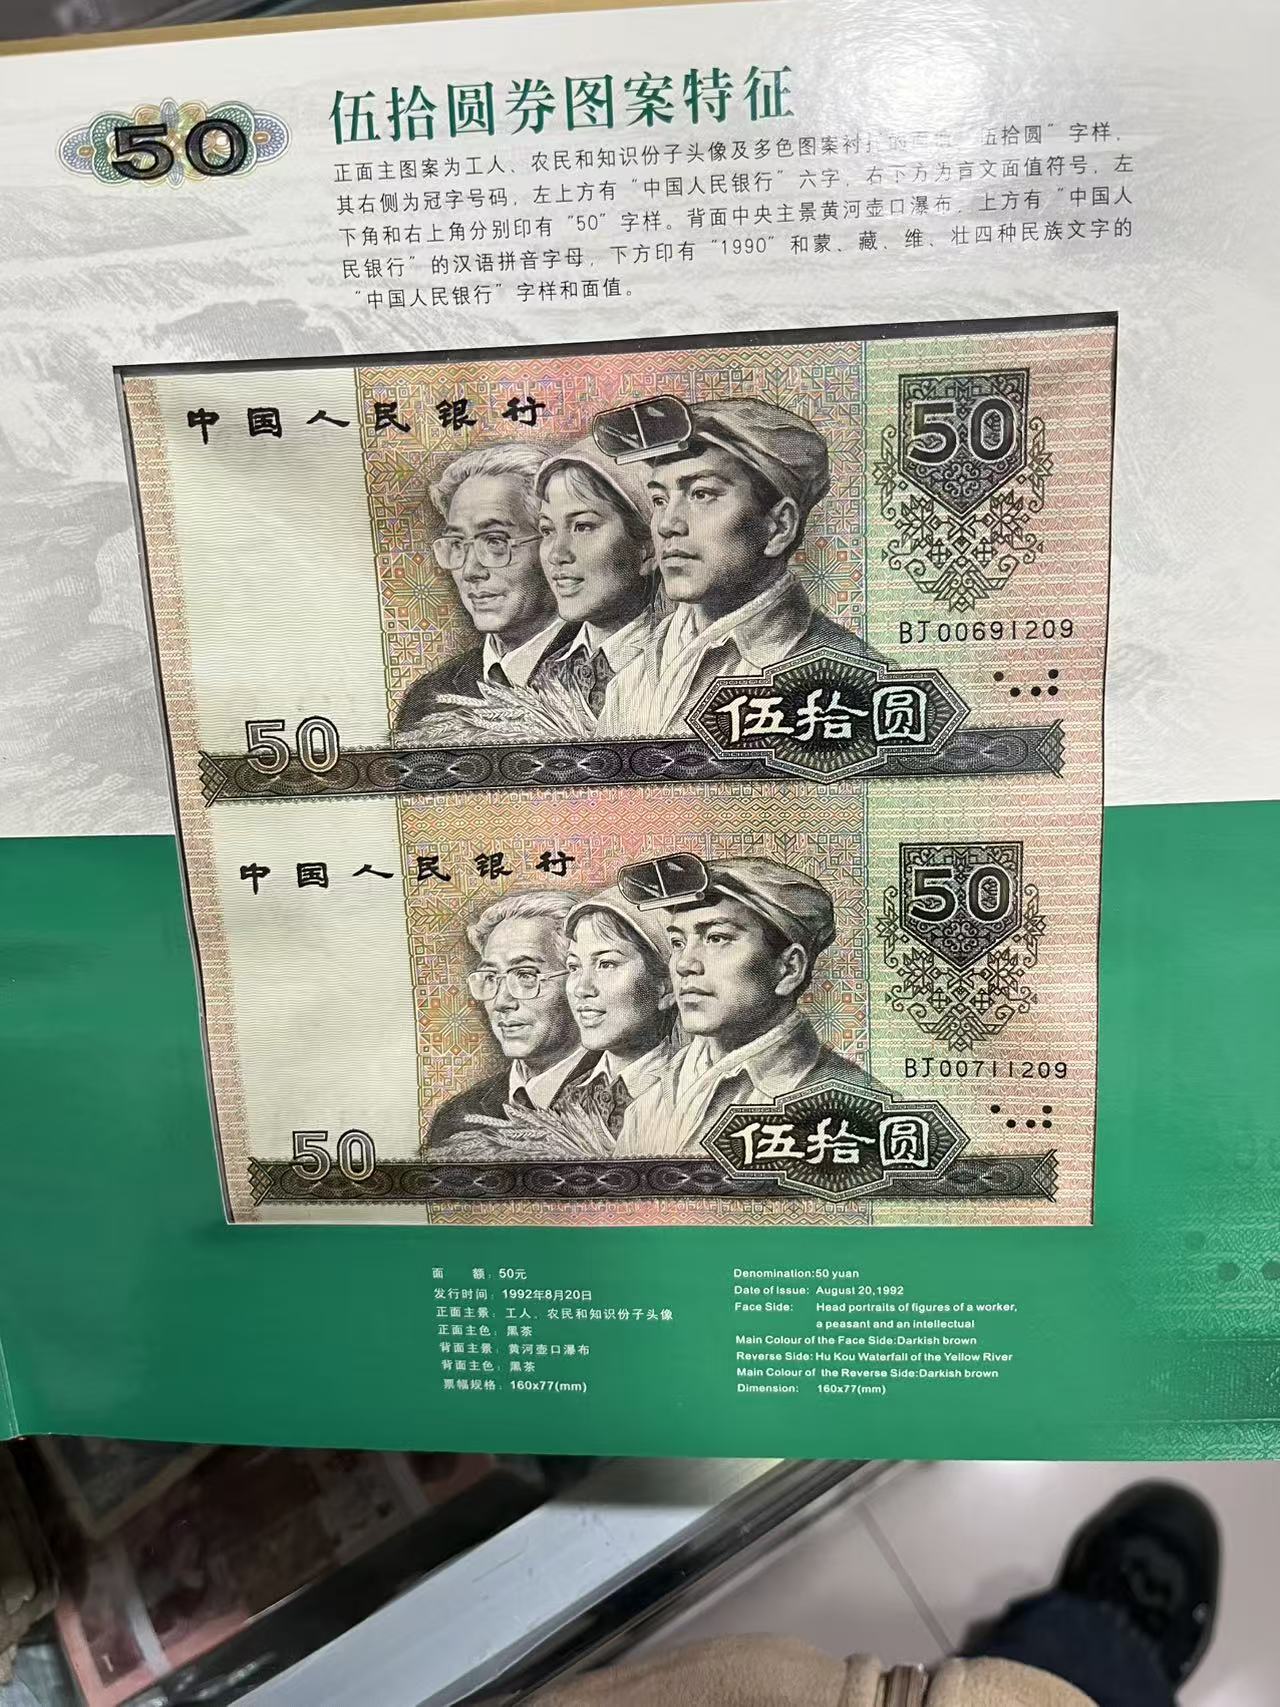 50
伍拾圆券图案特征
正面主图案为工人、农民和知识份子头像及多色图案衬托的 "伍拾圆"字样,
其右侧为冠字号码,左上方有"中国人民银行"六字,右下方为盲文面值符号,左
下角和右上角分别印有"50"字样。背面中央主景黄河壶口瀑布,上方有"中国人
民银行"的汉语拼音字母,下方印有"1990"和蒙、藏、维、壮四种民族文字的
"中国人民银行"字样和面值。
中国人民银行
50
BJ00691209
伍拾圆
50
中国人民银行
50
BJ00711209
伍拾圆
50
面 额:50元
发行时间:1992年8月20日
正面主景:工人、农民和知识份子头像
正面主色:黑茶
背面主景:黄河壶口瀑布
背面主色:黑茶
票幅规格:160x77(mm)
Denomination:50 yuan
Date of Issue: August 20,1992
Face Side: Head portraits of figures of a worker,
a peasant and an intellectual
Main Colour of the Face Side:Darkish brown
Reverse Side: Hu Kou Waterfall of the Yellow River
Main Colour of the Reverse Side:Darkish brown
Dimension: 160x77(mm)